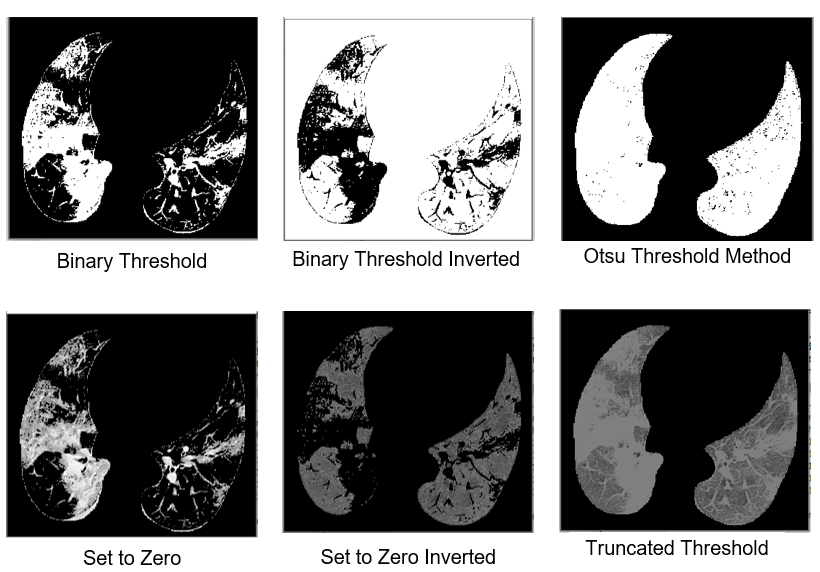 Binary Threshold
Binary Threshold Inverted
Otsu Threshold Method
Set to Zero
Set to Zero Inverted
Truncated Threshold